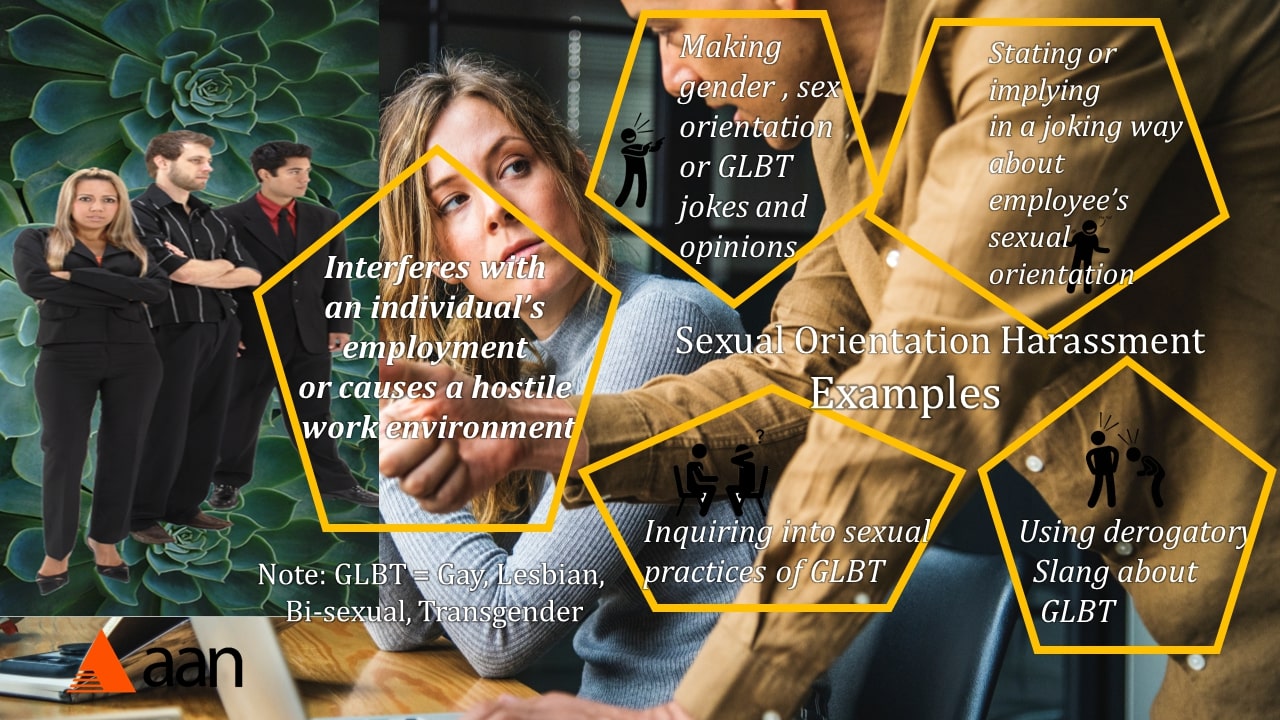 Making
gender , sex
orientation
or GLBT
jokes and
opinions
Stating or
implying
in a joking way
about
employee’s
sexual
orientation
Interferes with
an individual’s
employment
or causes a hostile
work environment
Sexual Orientation Harassment
Examples
?
Inquiring into sexual
practices of GLBT
Using derogatory
Slang about
GLBT
Note: GLBT = Gay, Lesbian,
Bi-sexual, Transgender
aan